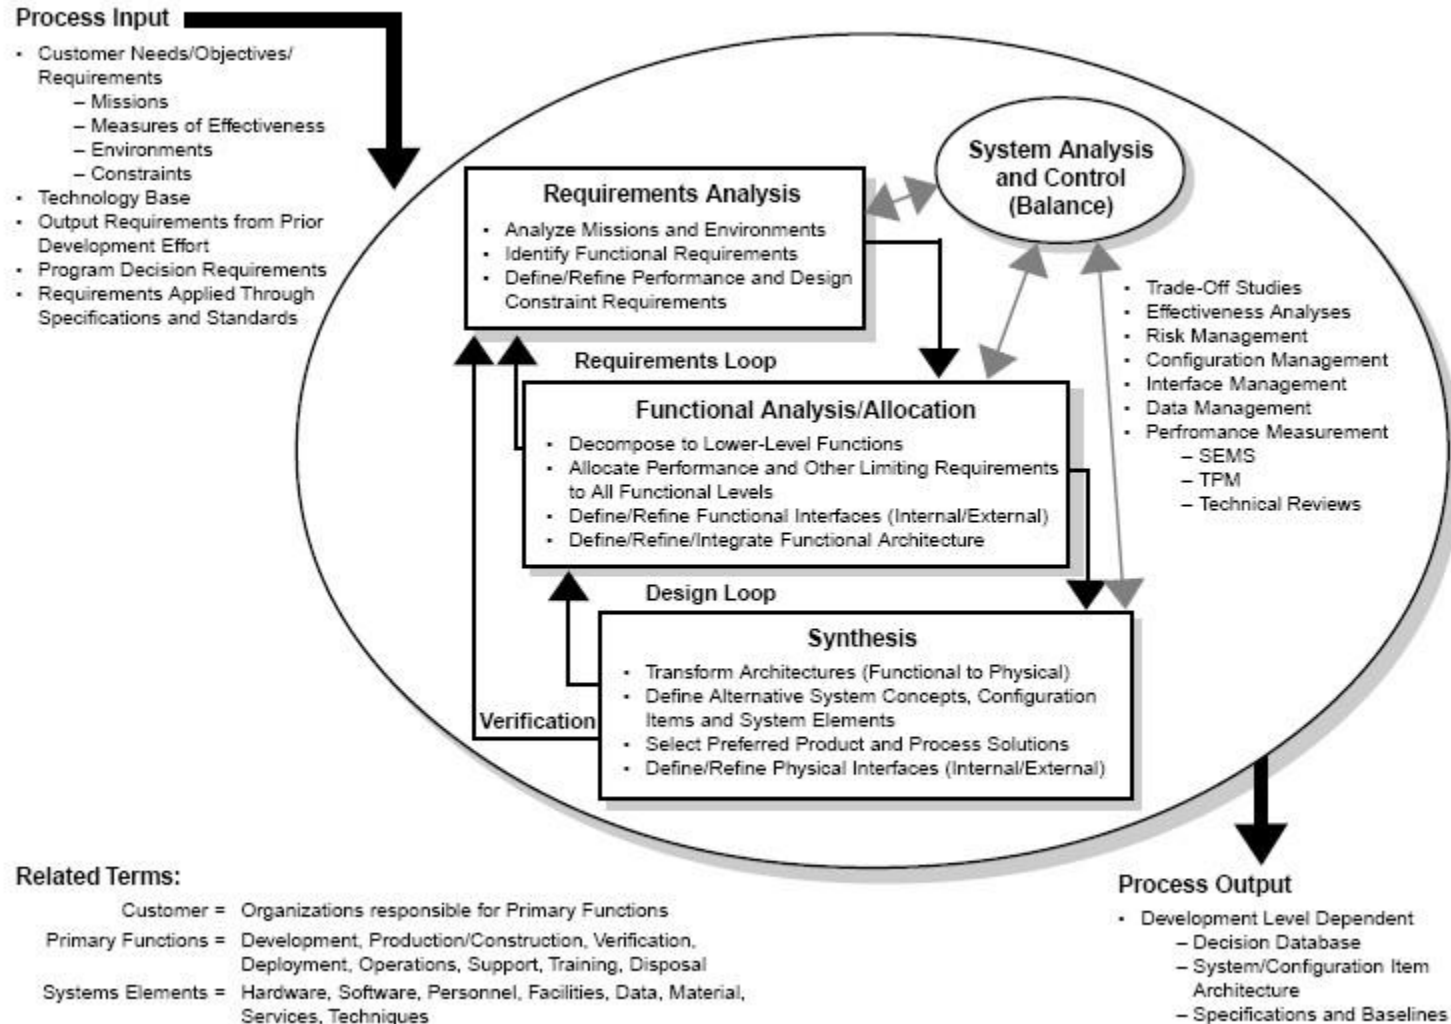 Process Input
• Customer Needs/Objectives/
Requirements
– Missions
– Measures of Effectiveness
– Environments
– Constraints
• Technology Base
• Output Requirements from Prior
Development Effort
• Program Decision Requirements
• Requirements Applied Through
Specifications and Standards
System Analysis
and Control
(Balance)
Requirements Analysis
• Analyze Missions and Environments
• Identify Functional Requirements
• Define/Refine Performance and Design
Constraint Requirements
• Trade-Off Studies
• Effectiveness Analyses
• Risk Management
• Configuration Management
• Interface Management
• Data Management
• Perfromance Measurement
– SEMS
– TPM
– Technical Reviews
Requirements Loop
Functional Analysis/Allocation
• Decompose to Lower-Level Functions
• Allocate Performance and Other Limiting Requirements
to All Functional Levels
• Define/Refine Functional Interfaces (Internal/External)
• Define/Refine/Integrate Functional Architecture
Design Loop
Synthesis
• Transform Architectures (Functional to Physical)
• Define Alternative System Concepts, Configuration
Items and System Elements
• Select Preferred Product and Process Solutions
• Define/Refine Physical Interfaces (Internal/External)
Verification
Related Terms:
Customer = Organizations responsible for Primary Functions
Primary Functions = Development, Production/Construction, Verification,
Deployment, Operations, Support, Training, Disposal
Systems Elements = Hardware, Software, Personnel, Facilities, Data, Material,
Services, Techniques
Process Output
• Development Level Dependent
– Decision Database
– System/Configuration Item
Architecture
– Specifications and Baselines